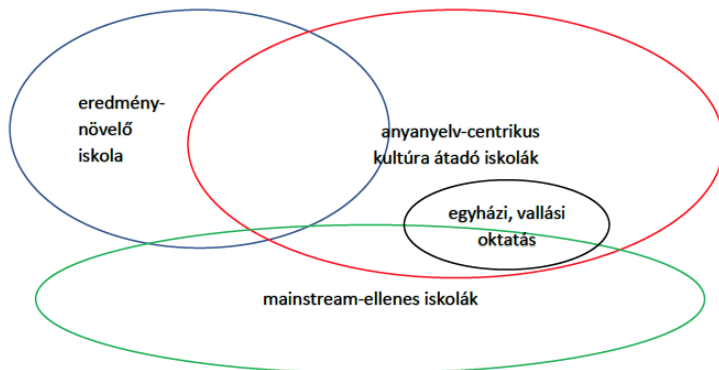 eredmény-
növelő
iskola
anyanyelv-centrikus
kultúra átadó iskolák
egyházi, vallási
oktatás
mainstream-ellenes iskolák